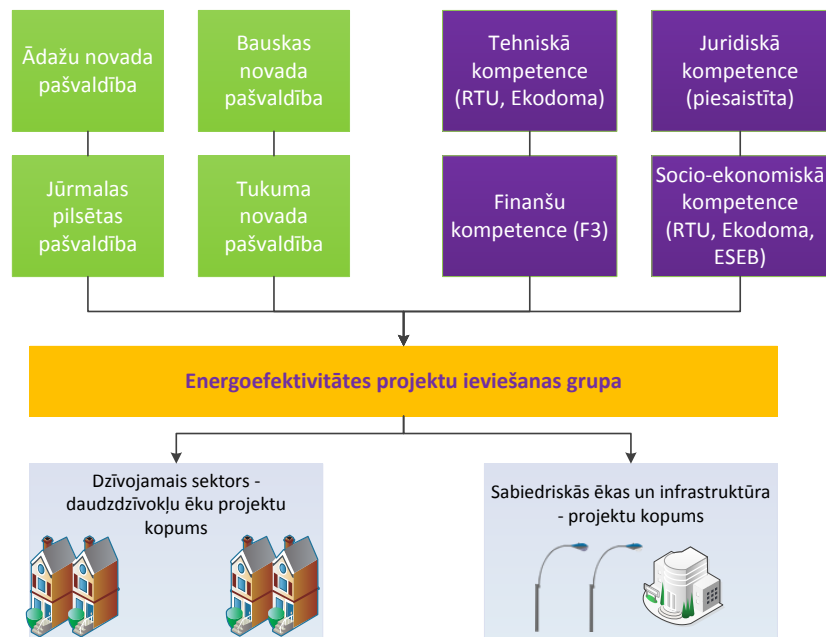 Ādažu novada
pašvaldība
Bauskas
novada
pašvaldība
Tehniskā
kompetence
(RTU, Ekodoma)
Juridiskā
kompetence
(piesaistīta)
Jūrmalas
pilsētas
pašvaldība
Tukuma
novada
pašvaldība
Finanšu
kompetence (F3)
Socio-ekonomiskā
kompetence
(RTU, Ekodoma,
ESEB)
Energoefektivitātes projektu ieviešanas grupa
Dzīvojamais sektors -
daudzdzīvokļu ēku projektu
kopums
Sabiedriskās ēkas un infrastruktūra
- projektu kopums